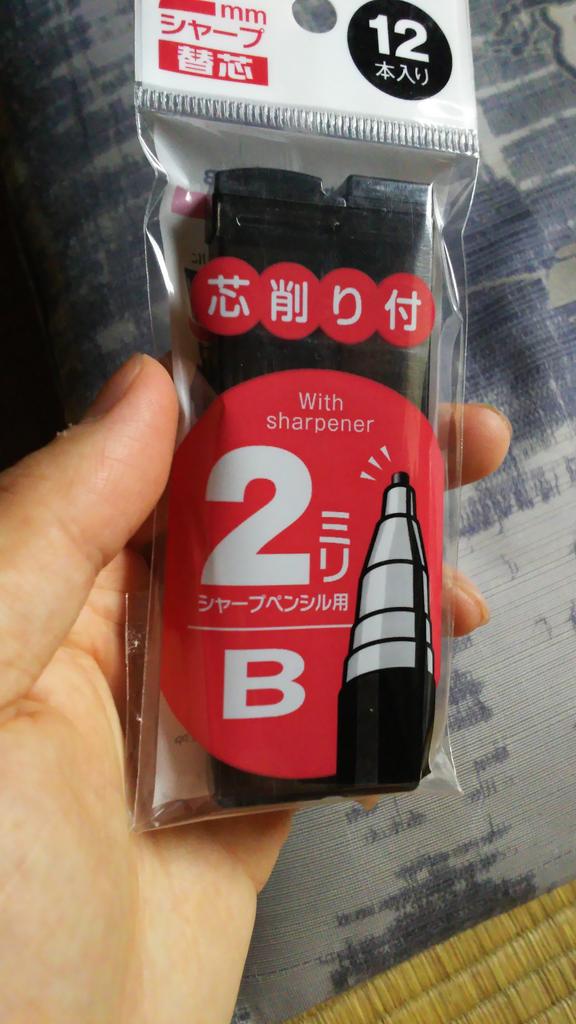 2mm
シャープ
替芯
12
本入り
芯削り付
With
sharpener
2ミリ
シャープペンシル用
B